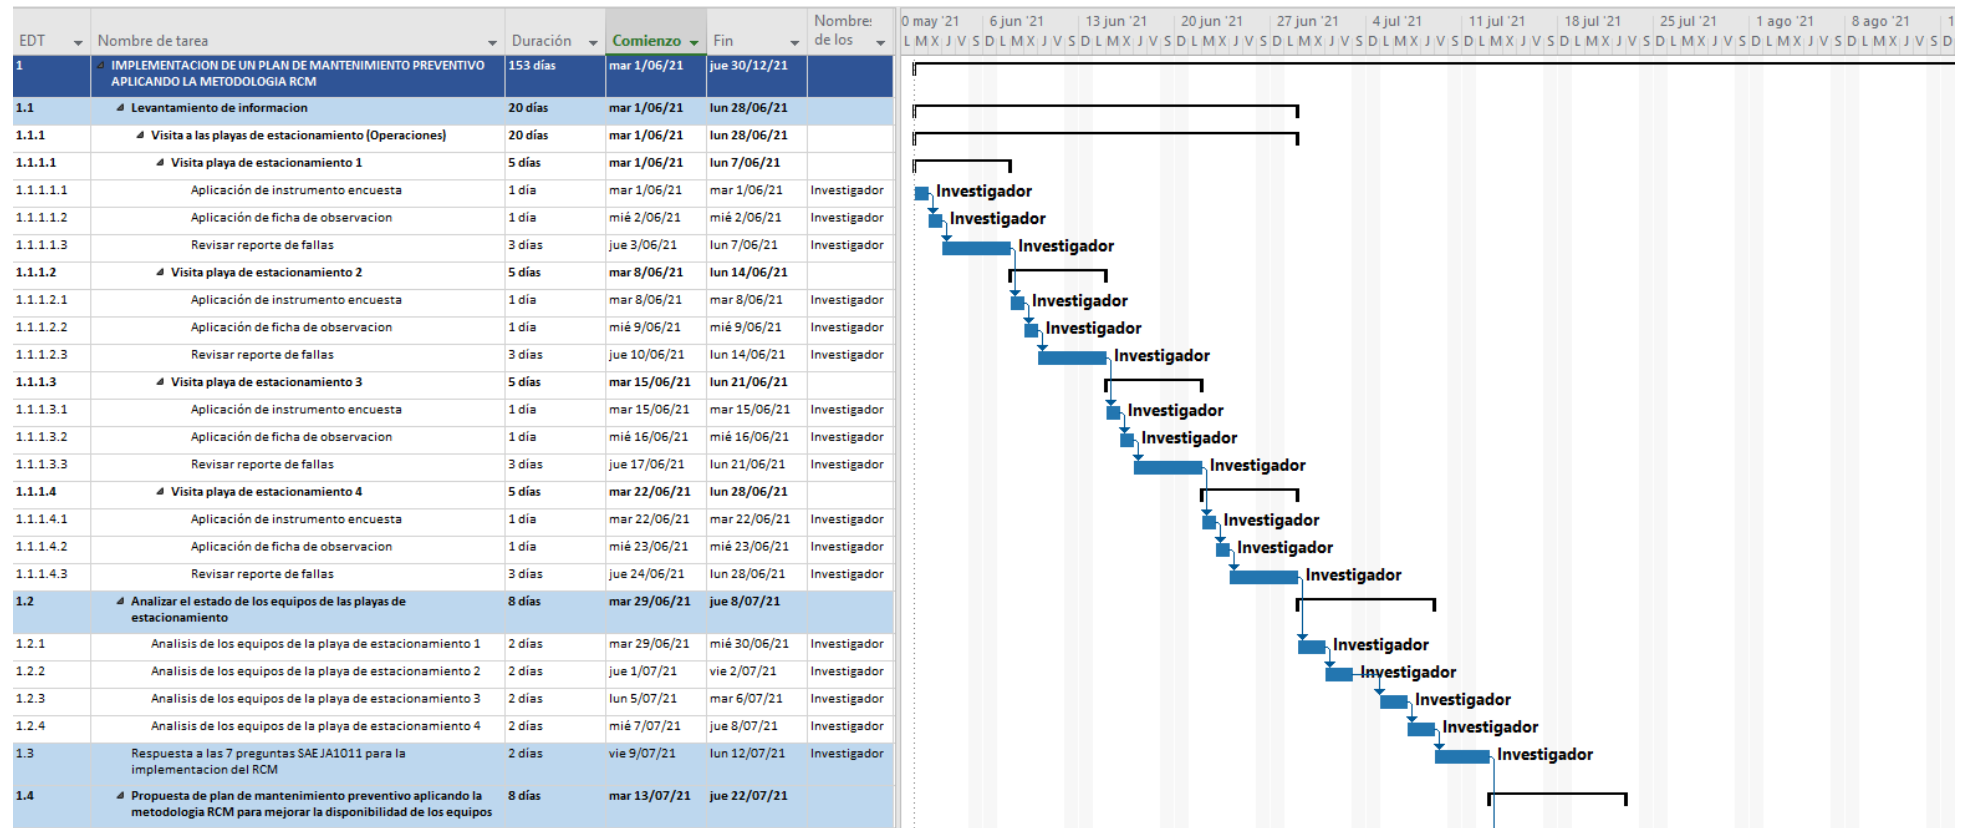 EDT Nombre de tarea Duración Comienzo Fin Nombres de los 0 may '21 6 jun '21 13 jun '21 20 jun '21 27 jun '21 4 jul '21 11 jul '21 18 jul '21 25 jul '21 1 ago '21 8 ago '21 1
L M X J V S D L M X J V S D L M X J V S D L M X J V S D L M X J V S D L M X J V S D L M X J V S D L M X J V S D L M X J V S D L M X J V S D L M X J V S D
1 IMPLEMENTACION DE UN PLAN DE MANTENIMIENTO PREVENTIVO 153 días mar 1/06/21 jue 30/12/21
APLICANDO LA METODOLOGIA RCM
1.1 Levantamiento de informacion 20 días mar 1/06/21 lun 28/06/21
1.1.1 Visita a las playas de estacionamiento (Operaciones) 20 días mar 1/06/21 lun 28/06/21
1.1.1.1 Visita playa de estacionamiento 1 5 días mar 1/06/21 lun 7/06/21
1.1.1.1.1 Aplicación de instrumento encuesta 1 día mar 1/06/21 mar 1/06/21 Investigador Investigador
1.1.1.1.2 Aplicación de ficha de observacion 1 día mié 2/06/21 mié 2/06/21 Investigador Investigador
1.1.1.1.3 Revisar reporte de fallas 3 días jue 3/06/21 lun 7/06/21 Investigador Investigador
1.1.1.2 Visita playa de estacionamiento 2 5 días mar 8/06/21 lun 14/06/21
1.1.1.2.1 Aplicación de instrumento encuesta 1 día mar 8/06/21 mar 8/06/21 Investigador Investigador
1.1.1.2.2 Aplicación de ficha de observacion 1 día mié 9/06/21 mié 9/06/21 Investigador Investigador
1.1.1.2.3 Revisar reporte de fallas 3 días jue 10/06/21 lun 14/06/21 Investigador Investigador
1.1.1.3 Visita playa de estacionamiento 3 5 días mar 15/06/21 lun 21/06/21
1.1.1.3.1 Aplicación de instrumento encuesta 1 día mar 15/06/21 mar 15/06/21 Investigador Investigador
1.1.1.3.2 Aplicación de ficha de observacion 1 día mié 16/06/21 mié 16/06/21 Investigador Investigador
1.1.1.3.3 Revisar reporte de fallas 3 días jue 17/06/21 lun 21/06/21 Investigador Investigador
1.1.1.4 Visita playa de estacionamiento 4 5 días mar 22/06/21 lun 28/06/21
1.1.1.4.1 Aplicación de instrumento encuesta 1 día mar 22/06/21 mar 22/06/21 Investigador Investigador
1.1.1.4.2 Aplicación de ficha de observacion 1 día mié 23/06/21 mié 23/06/21 Investigador Investigador
1.1.1.4.3 Revisar reporte de fallas 3 días jue 24/06/21 lun 28/06/21 Investigador Investigador
1.2 Analizar el estado de los equipos de las playas de 8 días mar 29/06/21 jue 8/07/21
estacionamiento
1.2.1 Analisis de los equipos de la playa de estacionamiento 1 2 días mar 29/06/21 mié 30/06/21 Investigador Investigador
1.2.2 Analisis de los equipos de la playa de estacionamiento 2 2 días jue 1/07/21 vie 2/07/21 Investigador Investigador
1.2.3 Analisis de los equipos de la playa de estacionamiento 3 2 días lun 5/07/21 mar 6/07/21 Investigador Investigador
1.2.4 Analisis de los equipos de la playa de estacionamiento 4 2 días mié 7/07/21 jue 8/07/21 Investigador Investigador
1.3 Respuesta a las 7 preguntas SAEJA1011 para la 2 días vie 9/07/21 lun 12/07/21 Investigador Investigador
implementacion del RCM
1.4 Propuesta de plan de mantenimiento preventivo aplicando la 8 días mar 13/07/21 jue 22/07/21
metodologia RCM para mejorar la disponibilidad de los equipos